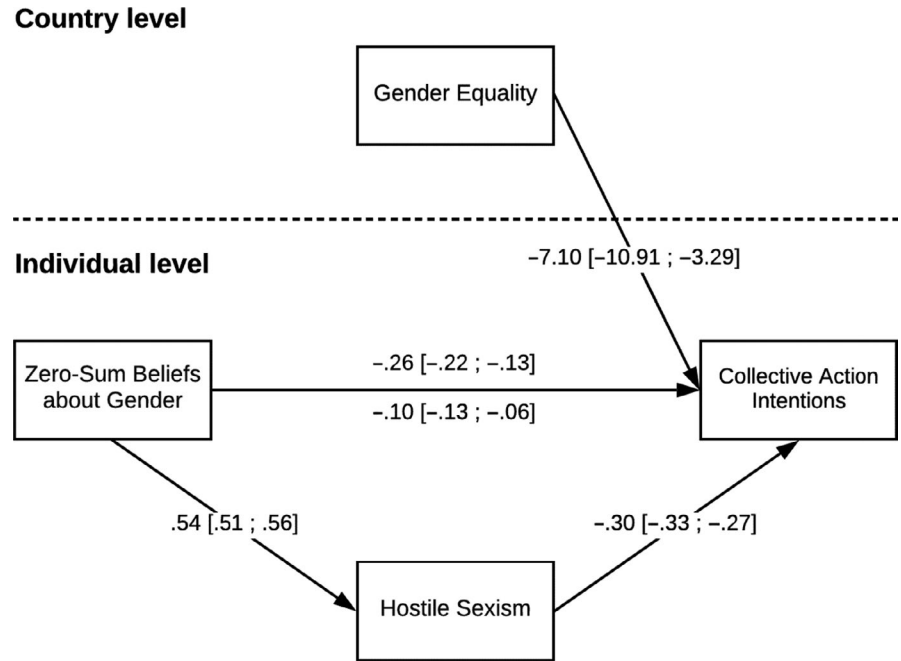 Country level
Gender Equality
−7.10 [−10.91 ; −3.29]
Individual level
Zero-Sum Beliefs
about Gender
−.26 [−.22 ; −.13]
−.10 [−.13 ; −.06]
Collective Action
Intentions
.54 [.51 ; .56]
−.30 [−.33 ; −.27]
Hostile Sexism